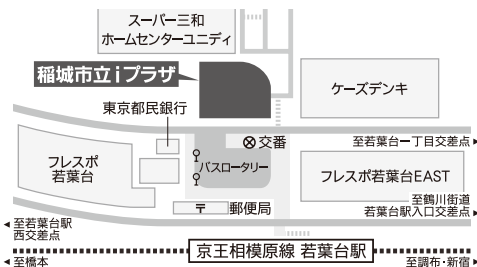 スーパー三和
ホームセンターユニディ
稲城市立iプラザ
ケーズデンキ
東京都民銀行
交番
至若葉台一丁目交差点
フレスポ
若葉台
バスロータリー
フレスポ若葉台EAST
至鶴川街道
若葉台駅入口交差点
〒 郵便局
至若葉台駅
西交差点
京王相模原線 若葉台駅
至橋本
至調布・新宿